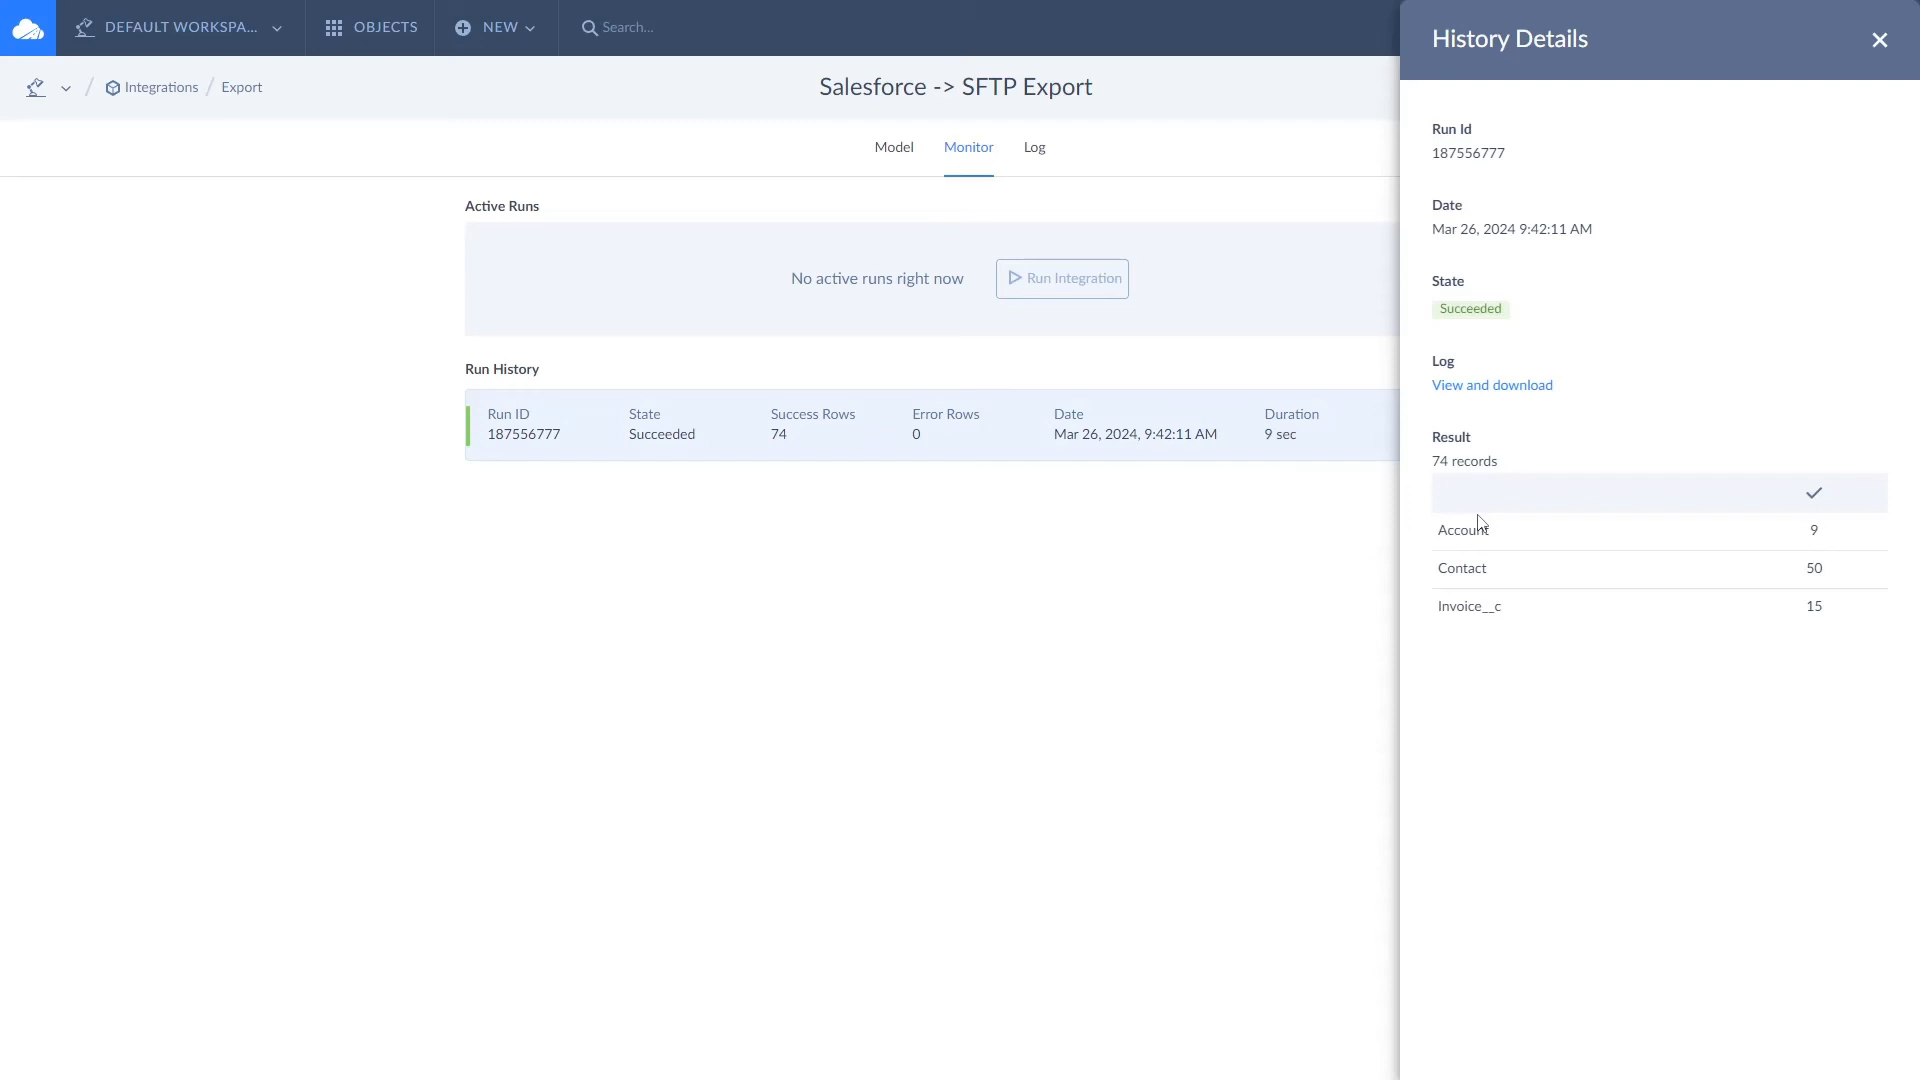 DEFAULT WORKSPA...
OBJECTS
NEW
Search...
Integrations / Export
Salesforce -> SFTP Export
Model
Monitor
Log
Active Runs
No active runs right now
Run Integration
Run History
Run ID
State
Success Rows
Error Rows
Date
Duration
187556777
Succeeded
74
0
Mar 26, 2024, 9:42:11 AM
9 sec
History Details
Run Id
187556777
Date
Mar 26, 2024 9:42:11 AM
State
Succeeded
Log
View and download
Result
74 records
Account 9
Contact 50
Invoice__c 15